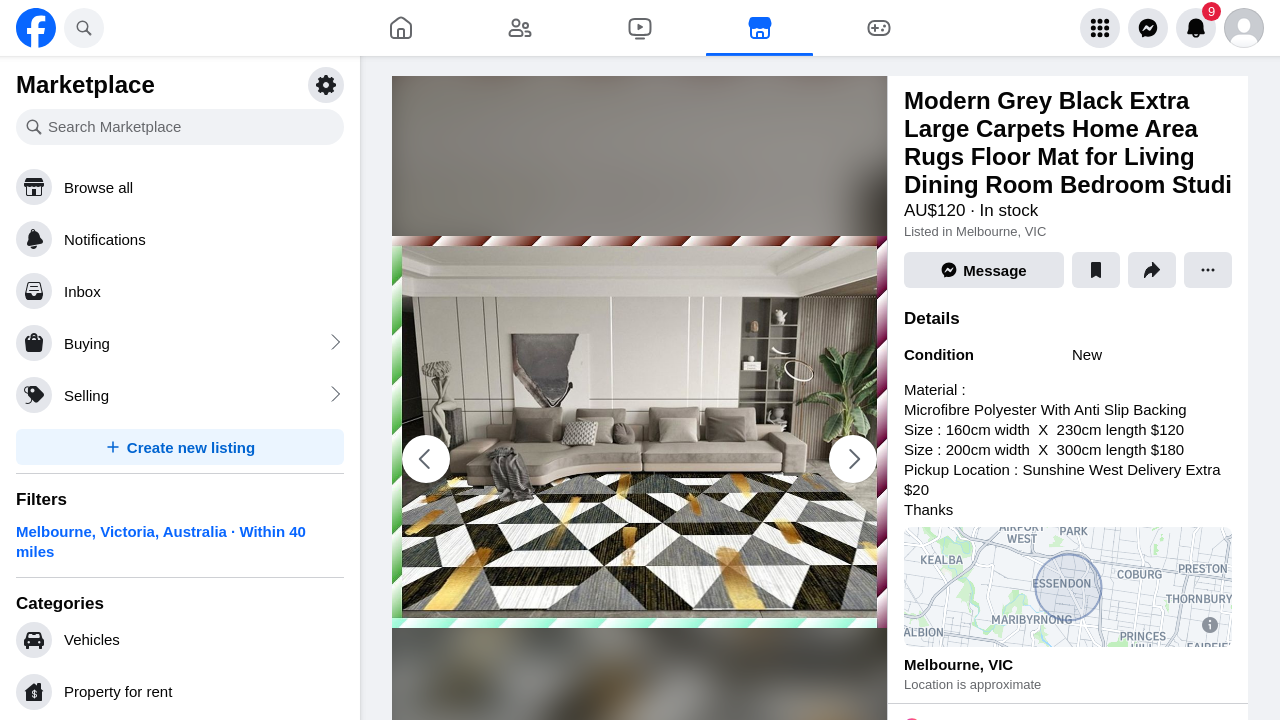 9
Marketplace
Search Marketplace
Browse all
Notifications
Inbox
Buying
Selling
Create new listing
Filters
Melbourne, Victoria, Australia · Within 40
miles
Categories
Vehicles
Property for rent
Modern Grey Black Extra
Large Carpets Home Area
Rugs Floor Mat for Living
Dining Room Bedroom Studi
AU$120 · In stock
Listed in Melbourne, VIC
Message
Details
Condition New
Material :
Microfibre Polyester With Anti Slip Backing
Size : 160cm width X 230cm length $120
Size : 200cm width X 300cm length $180
Pickup Location : Sunshine West Delivery Extra
$20
Thanks
AIRPORT
WEST
PARK
KEALBA
ESSENDON
COBURG
PRESTON
THORNBURY
MARIBYRNONG
ALBION
PRINCES
Melbourne, VIC
Location is approximate